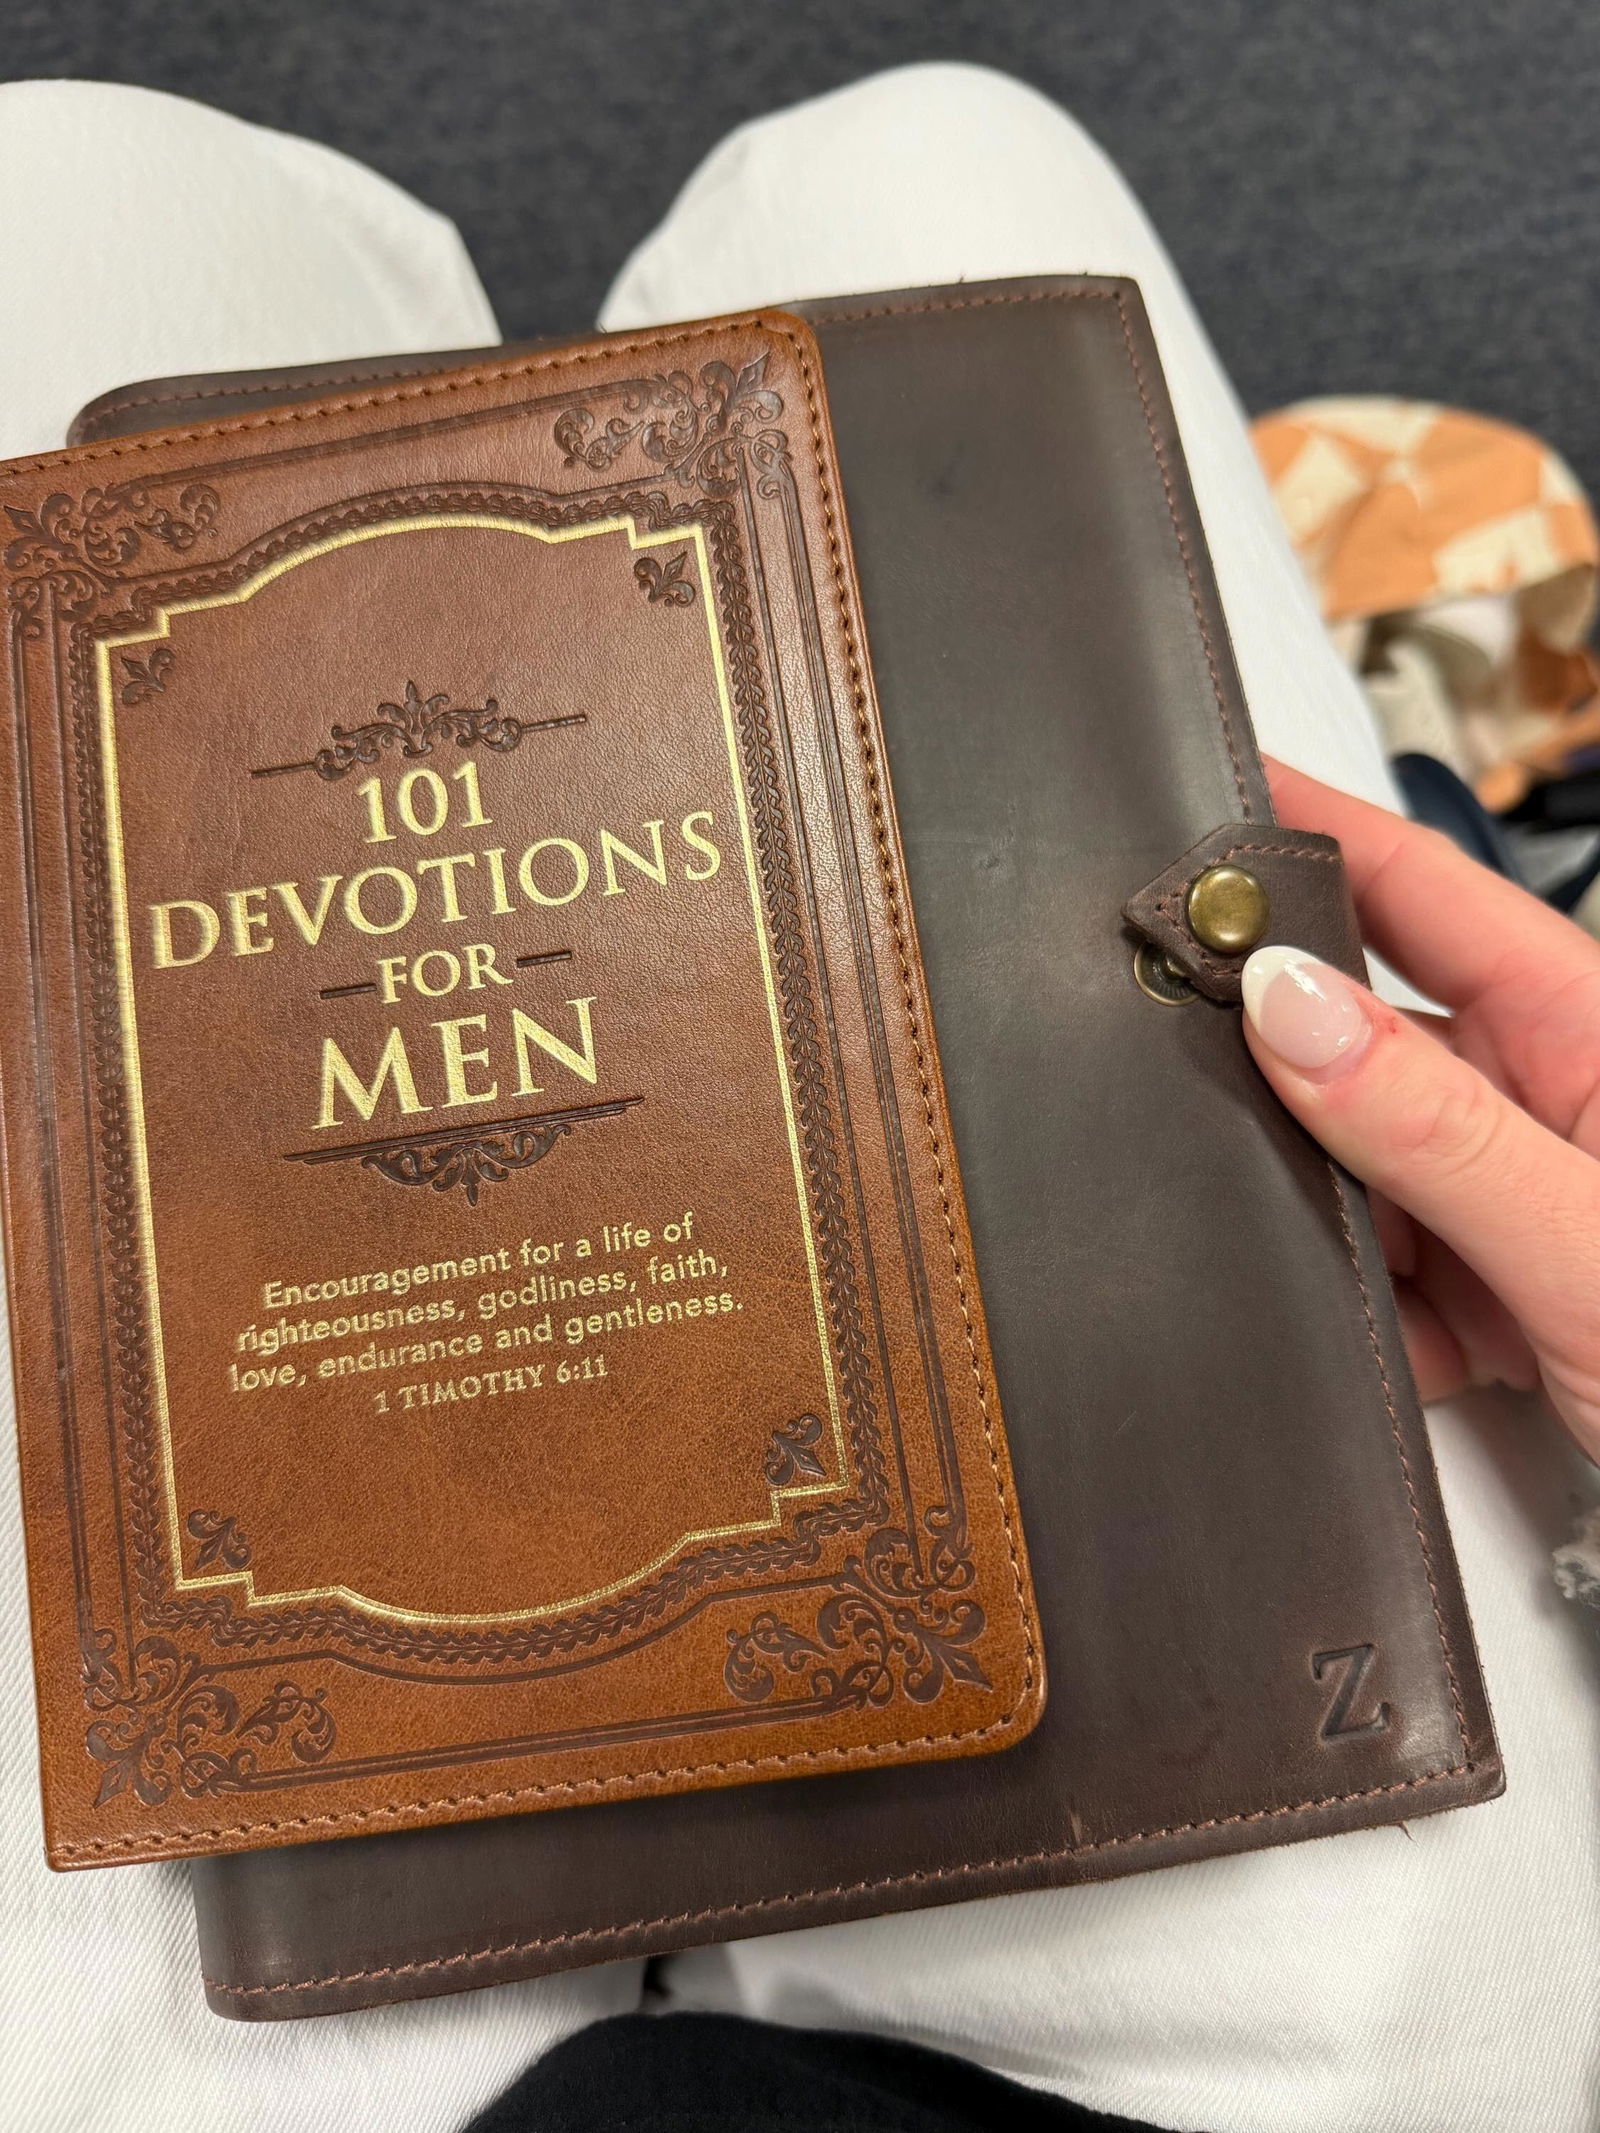 101
DEVOTIONS
FOR
MEN
Encouragement for a life of
righteousness, godliness, faith,
love, endurance and gentleness.
1 TIMOTHY 6:11
Z